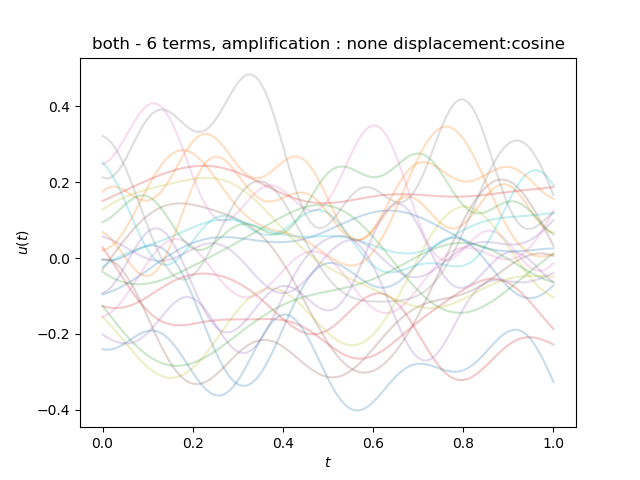 both - 6 terms, amplification : none displacement:cosine
0.4
0.2
0.0
−0.2
−0.4
u(t)
0.0 0.2 0.4 0.6 0.8 1.0
t